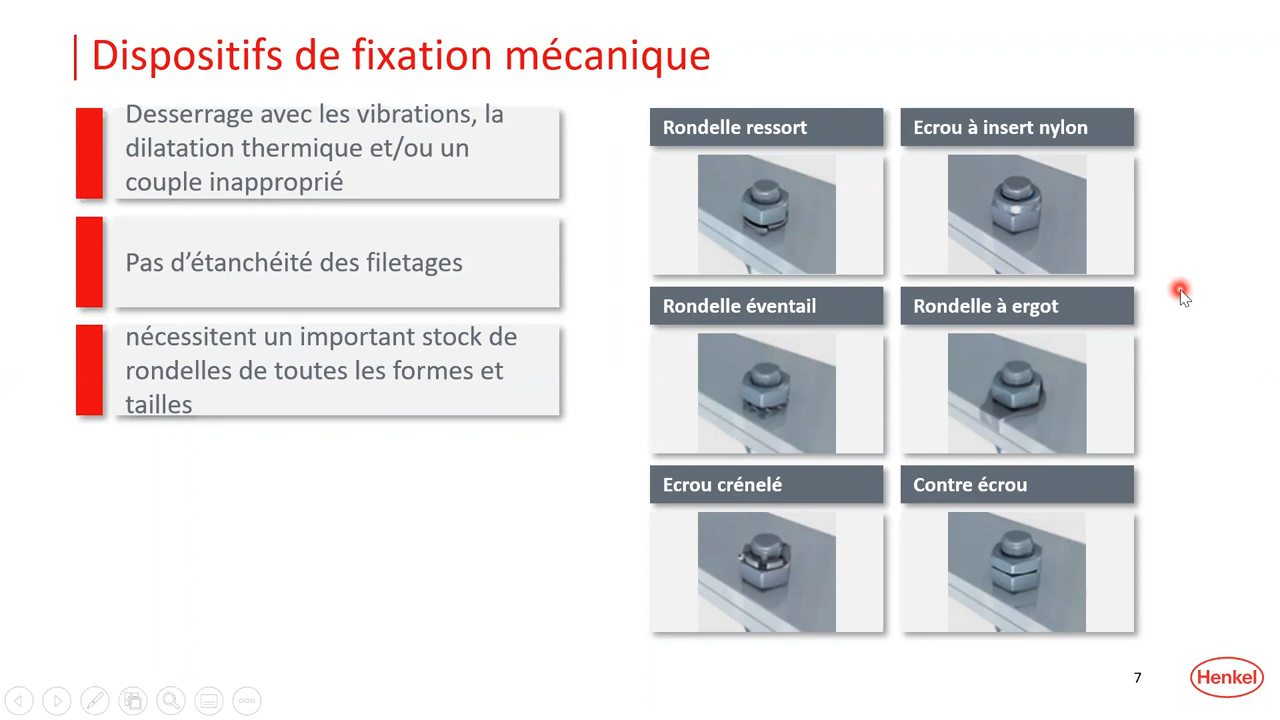 Dispositifs de fixation mécanique
Desserrage avec les vibrations, la
dilatation thermique et/ou un
couple inapproprié
Pas d’étanchéité des filetages
nécessitent un important stock de
rondelles de toutes les formes et
tailles
Rondelle ressort
Ecrou à insert nylon
Rondelle éventail
Rondelle à ergot
Ecrou crénelé
Contre écrou
7
Henkel